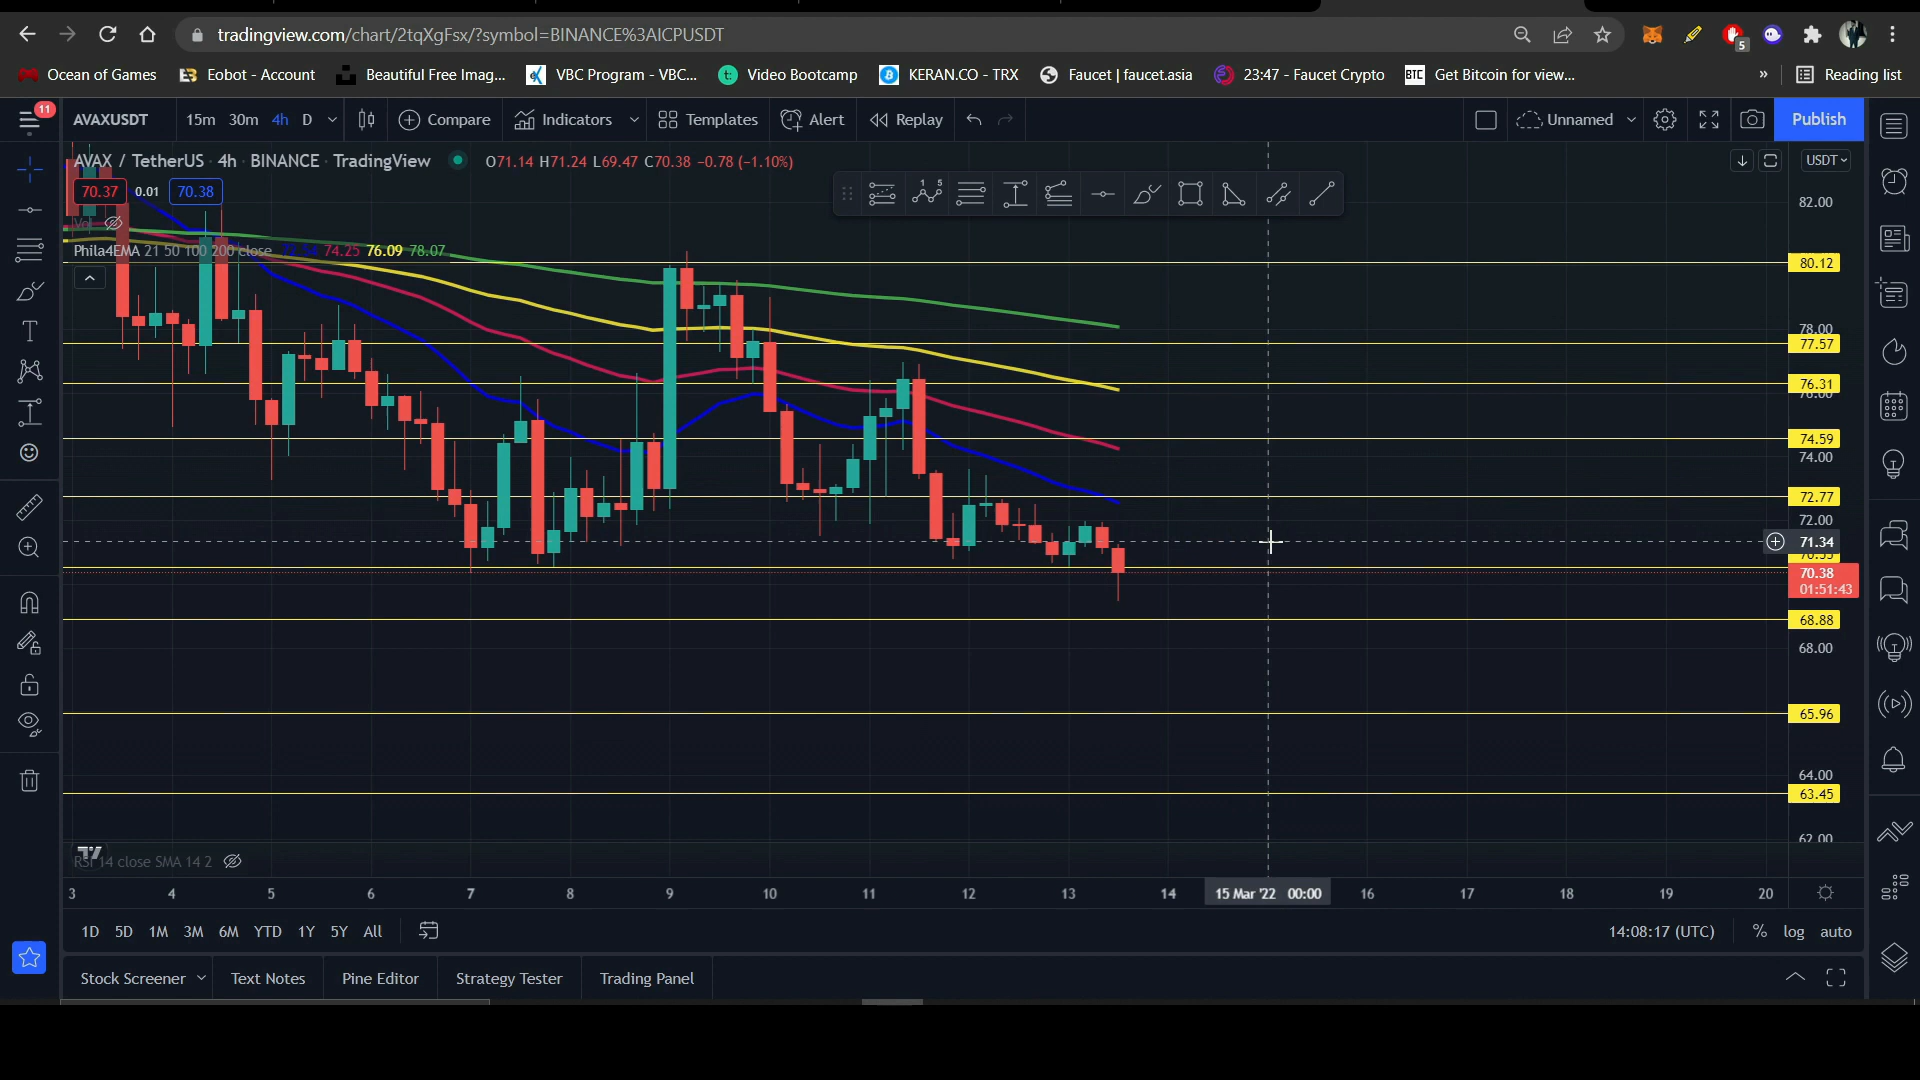 tradingview.com/chart/2tqXgFsx/?symbol=BINANCE%3AICPUSDT
5
Ocean of Games
Eobot - Account
Beautiful Free Imag...
VBC Program - VBC...
Video Bootcamp
KERAN.CO - TRX
Faucet | faucet.asia
23:47 - Faucet Crypto
BTC Get Bitcoin for view...
»
Reading list
11
AVAXUSDT
15m 30m 4h D
Compare
Indicators
Templates
Alert
Replay
Unnamed
Publish
AVAX / TetherUS · 4h · BINANCE · TradingView
O71.14 H71.24 L69.47 C70.38 −0.78 (−1.10%)
USDT
70.37 0.01 70.38
Vol
Phila4EMA 21 50 100 200 close 74.25 76.09 78.07
82.00
80.12
78.00
77.57
76.31
76.00
74.59
74.00
72.77
72.00
71.34
70.38
01:51:43
68.88
68.00
65.96
64.00
63.45
62.00
RSI 14 close SMA 14 2
3 4 5 6 7 8 9 10 11 12 13 14 15 Mar '22 00:00 16 17 18 19 20
1D 5D 1M 3M 6M YTD 1Y 5Y All
14:08:17 (UTC) % log auto
Stock Screener
Text Notes
Pine Editor
Strategy Tester
Trading Panel